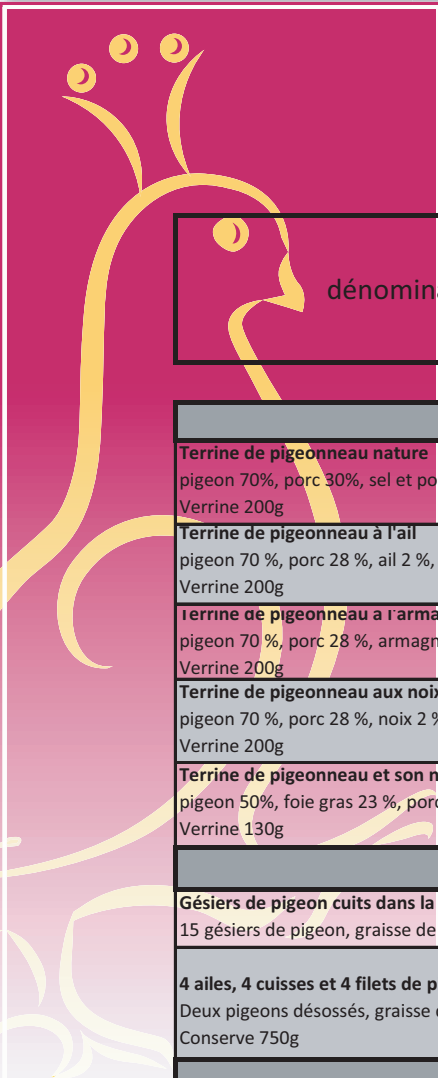 dénomina
Terrine de pigeonneau nature
pigeon 70%, porc 30%, sel et po
Verrine 200g
Terrine de pigeonneau à l'ail
pigeon 70 %, porc 28 %, ail 2 %,
Verrine 200g
Terrine de pigeonneau à l'arma
pigeon 70 %, porc 28 %, armagn
Verrine 200g
Terrine de pigeonneau aux noix
pigeon 70 %, porc 28 %, noix 2 %
Verrine 200g
Terrine de pigeonneau et son m
pigeon 50%, foie gras 23 %, porc
Verrine 130g
Gésiers de pigeon cuits dans la
15 gésiers de pigeon, graisse de
4 ailes, 4 cuisses et 4 filets de p
Deux pigeons désossés, graisse d
Conserve 750g